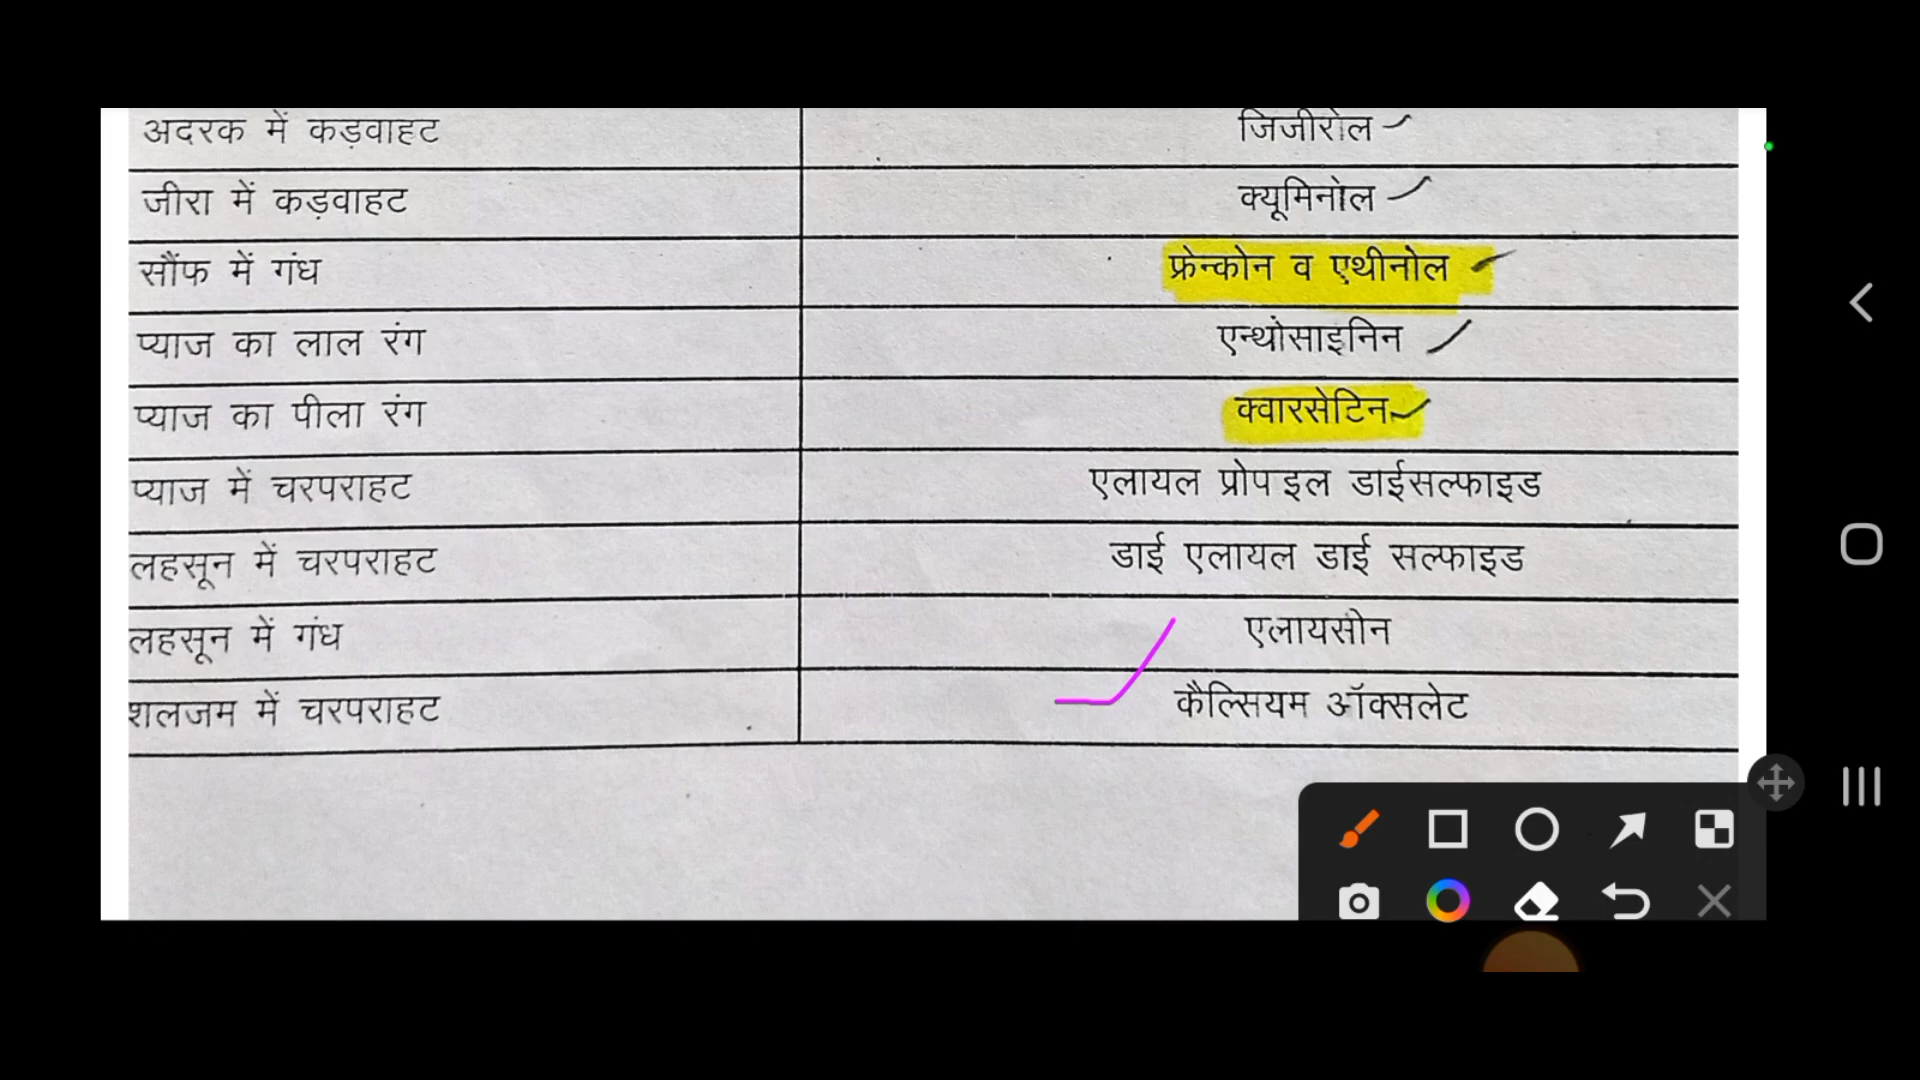 अदरक में कड़वाहट जिजीरोल
जीरा में कड़वाहट क्यूमिनोल
सौंफ में गंध फ्रेन्कोन व एथीनोल
प्याज का लाल रंग एन्थोसाइनिन
प्याज का पीला रंग क्वारसेटिन
प्याज में चरपराहट एलायल प्रोपाइल डाईसल्फाइड
लहसून में चरपराहट डाई एलायल डाई सल्फाइड
लहसून में गंध एलायसीन
शलजम में चरपराहट कैल्सियम ऑक्सलेट